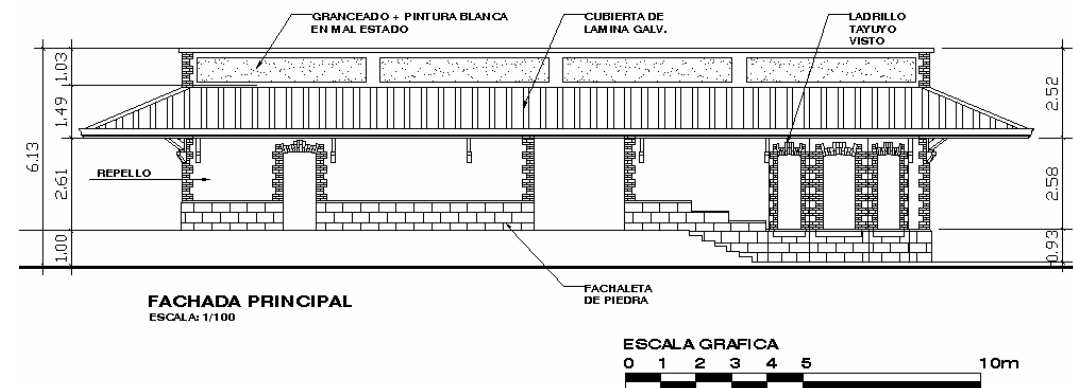 GRANCEADO + PINTURA BLANCA
EN MAL ESTADO
CUBIERTA DE
LAMINA GALV.
LADRILLO
TAYUYO
VISTO
1.03
1.49
6.13
2.61
1.00
2.52
2.58
0.93
REPELLO
FACHALETA
DE PIEDRA
FACHADA PRINCIPAL
ESCALA: 1/100
ESCALA GRAFICA
0 1 2 3 4 5 10m